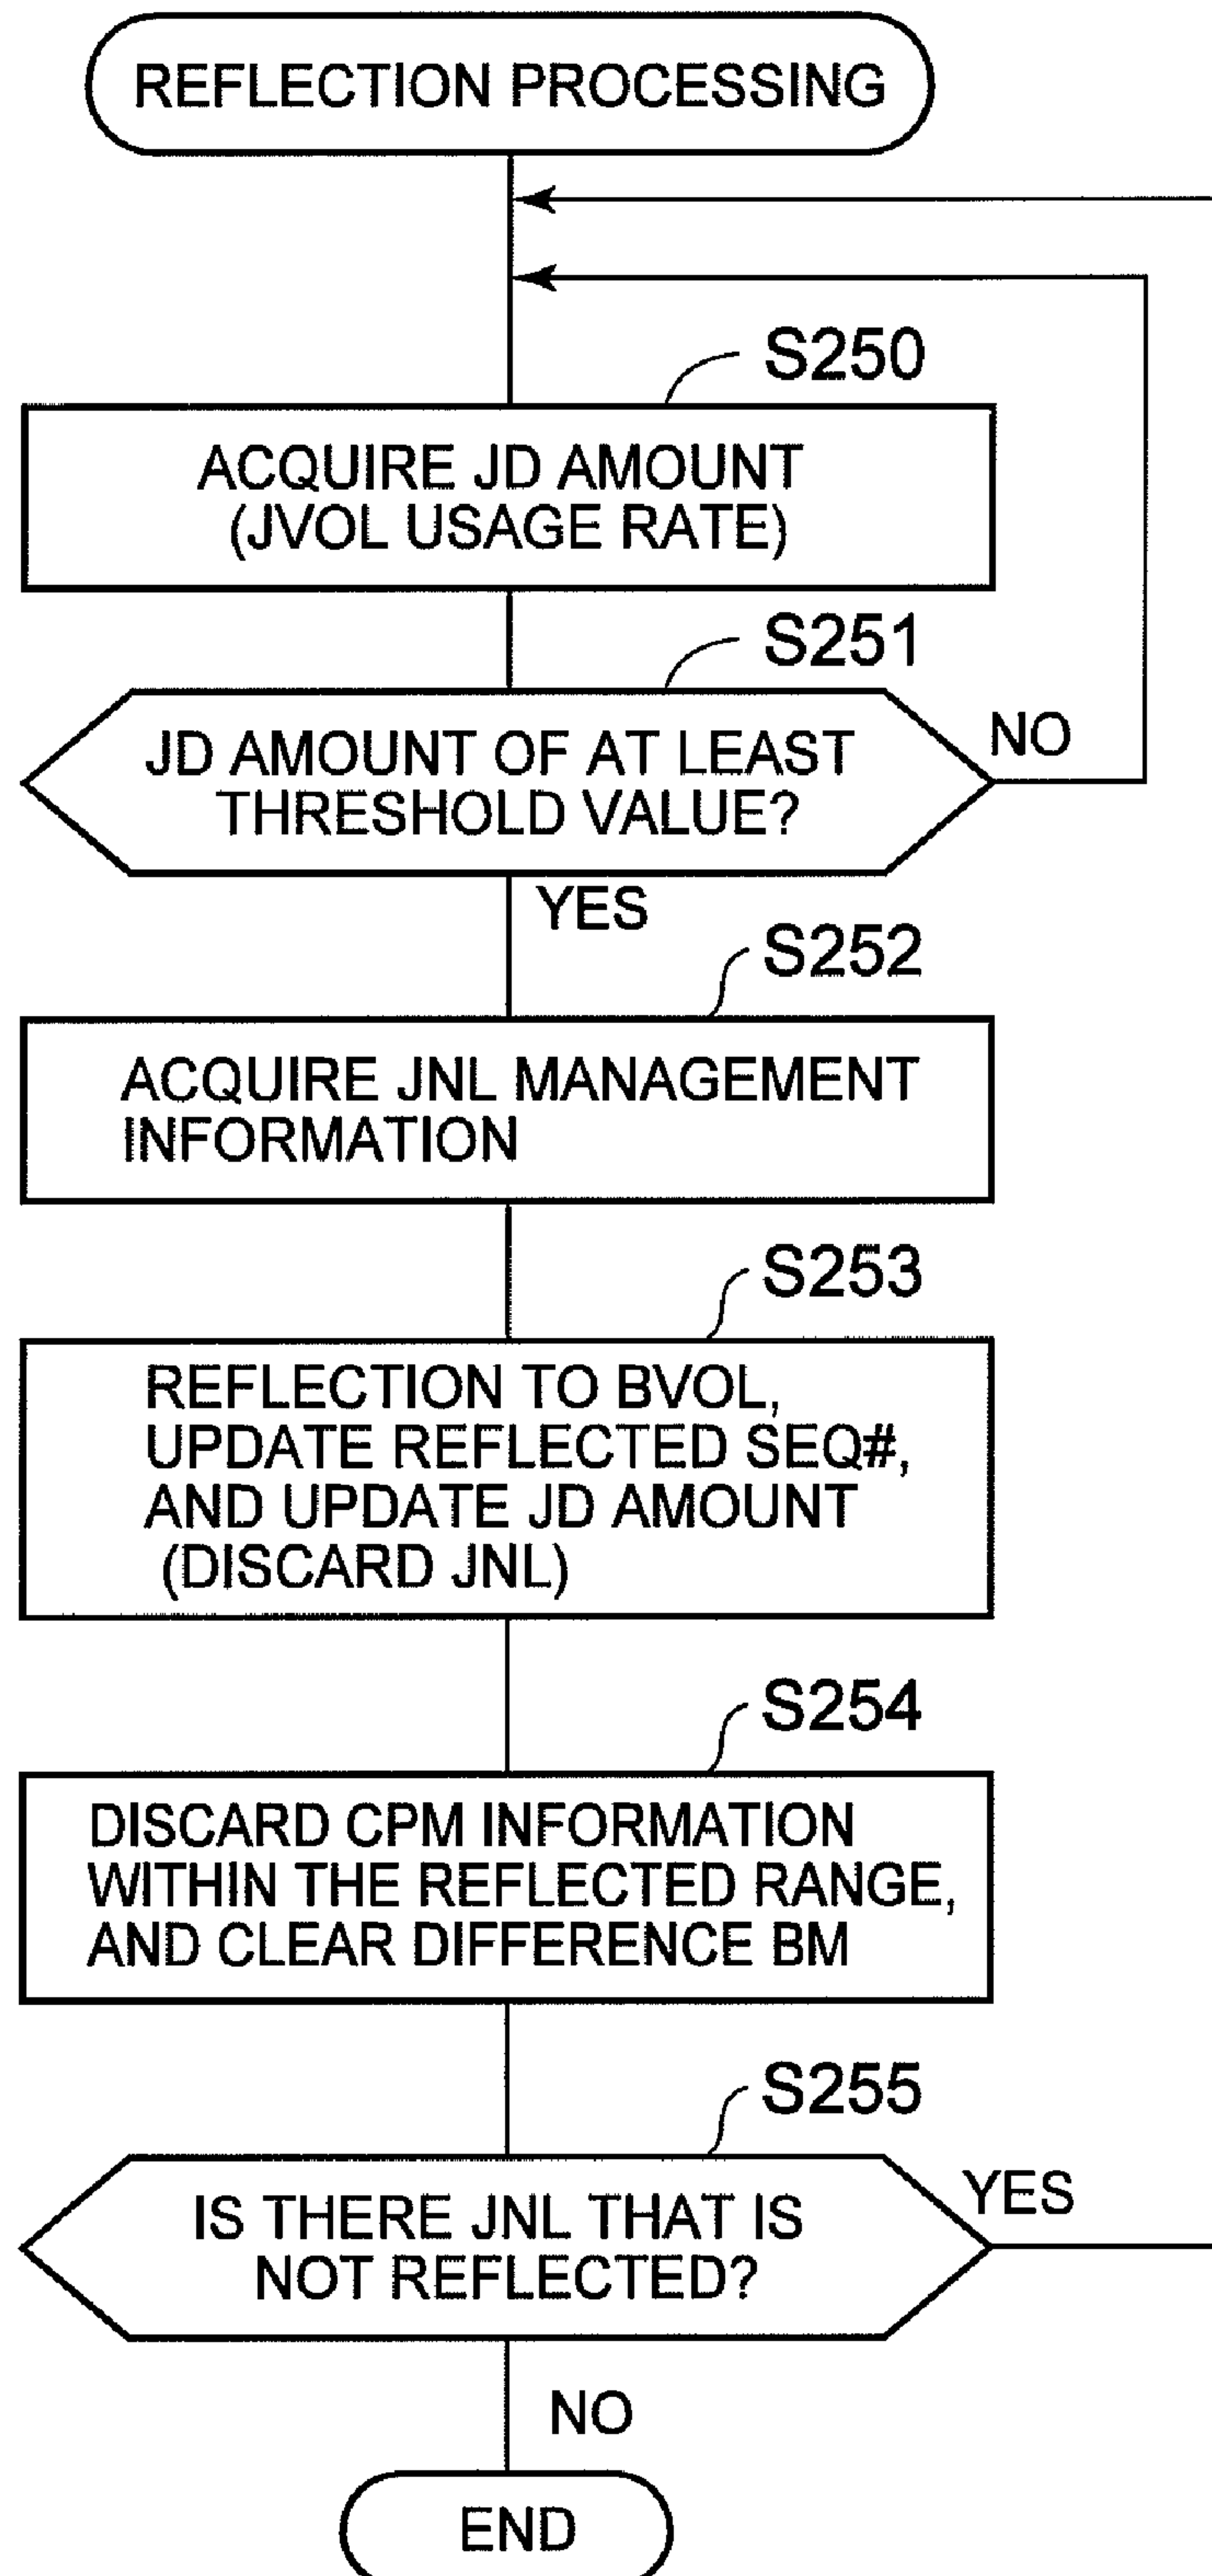 REFLECTION PROCESSING
S250
ACQUIRE JD AMOUNT
(JVOL USAGE RATE)
S251
JD AMOUNT OF AT LEAST
THRESHOLD VALUE?
NO
YES
S252
ACQUIRE JNL MANAGEMENT
INFORMATION
S253
REFLECTION TO BVOL,
UPDATE REFLECTED SEQ#,
AND UPDATE JD AMOUNT
(DISCARD JNL)
S254
DISCARD CPM INFORMATION
WITHIN THE REFLECTED RANGE,
AND CLEAR DIFFERENCE BM
S255
IS THERE JNL THAT IS
NOT REFLECTED?
YES
NO
END